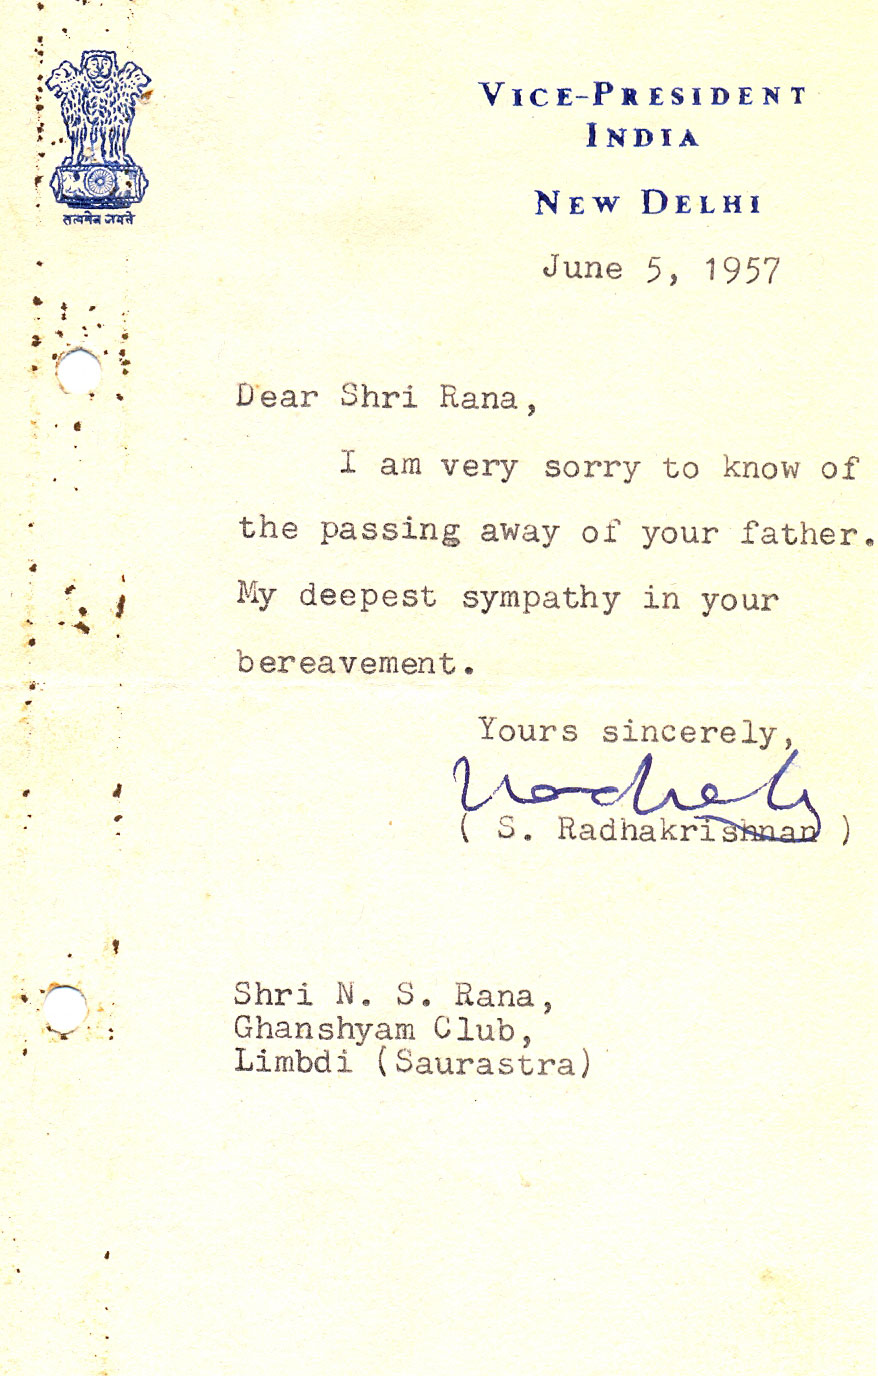 सत्यमेव जयते
VICE-PRESIDENT
INDIA
NEW DELHI
June 5, 1957
Dear Shri Rana,
I am very sorry to know of
the passing away of your father.
My deepest sympathy in your
bereavement.
Yours sincerely,
( S. Radhakrishnan )
Shri N. S. Rana,
Ghanshyam Club,
Limbdi (Saurastra)